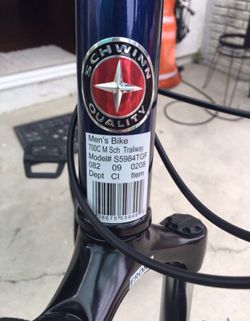 SCHWINN
QUALITY
Men's Bike
700C M Sch Trailway
Model# S5984TGF
082 09 0208
Dept Cl Item